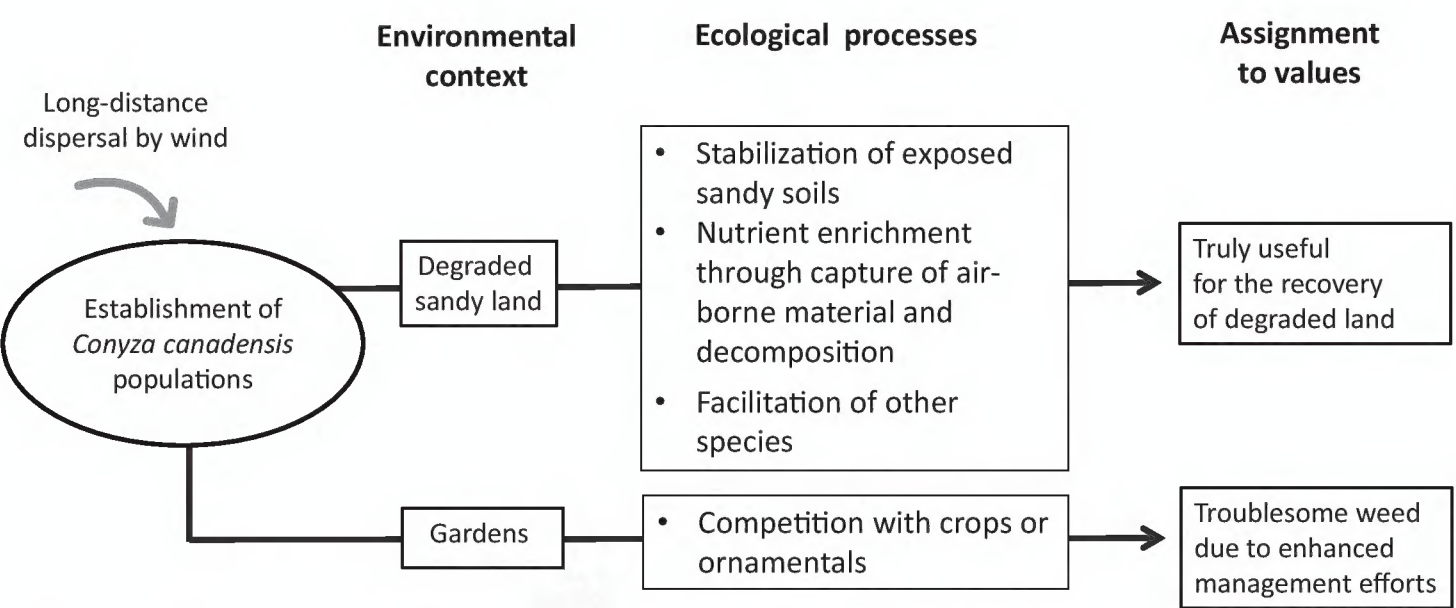 Environmental
context
Ecological processes
Assignment
to values
Long-distance
dispersal by wind
Establishment of
Conyza canadensis
populations
Degraded
sandy land
• Stabilization of exposed
sandy soils
• Nutrient enrichment
through capture of air-
borne material and
decomposition
• Facilitation of other
species
Truly useful
for the recovery
of degraded land
Gardens
• Competition with crops or
ornamentals
Troublesome weed
due to enhanced
management efforts